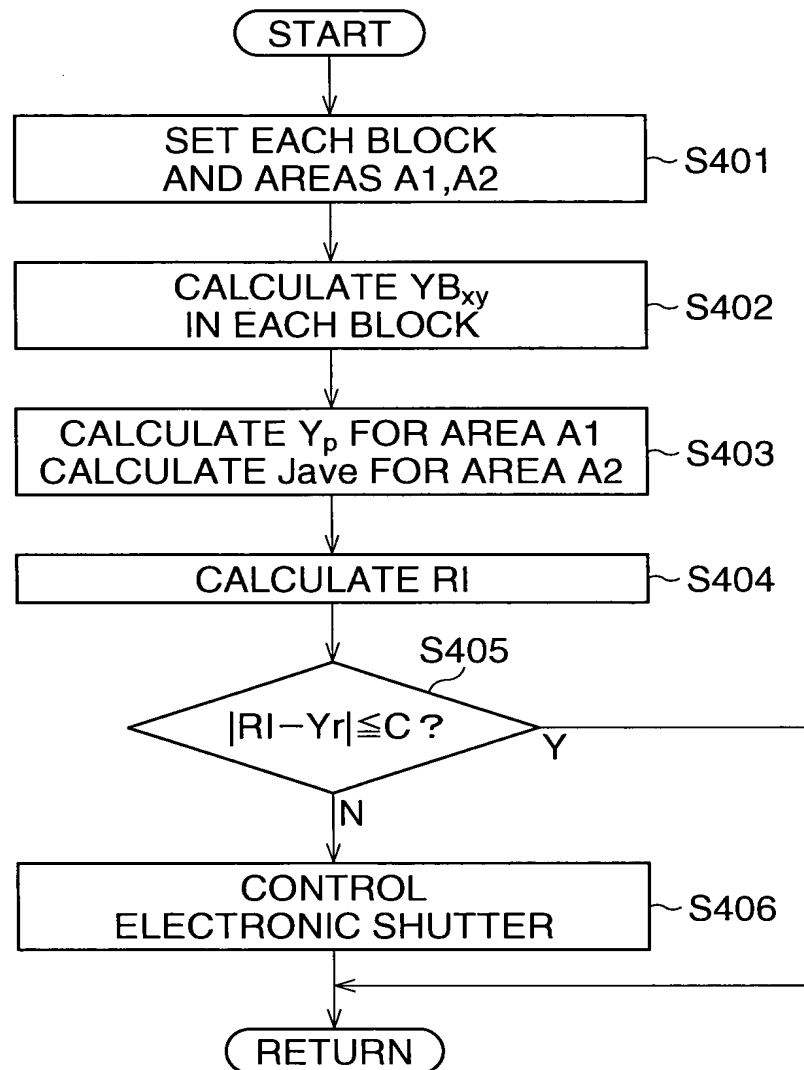 START
SET EACH BLOCK
AND AREAS A1,A2
S401
CALCULATE YBxy
IN EACH BLOCK
S402
CALCULATE Yp FOR AREA A1
CALCULATE Jave FOR AREA A2
S403
CALCULATE RI
S404
S405
|RI−Yr|≦C ?
Y
N
CONTROL
ELECTRONIC SHUTTER
S406
RETURN